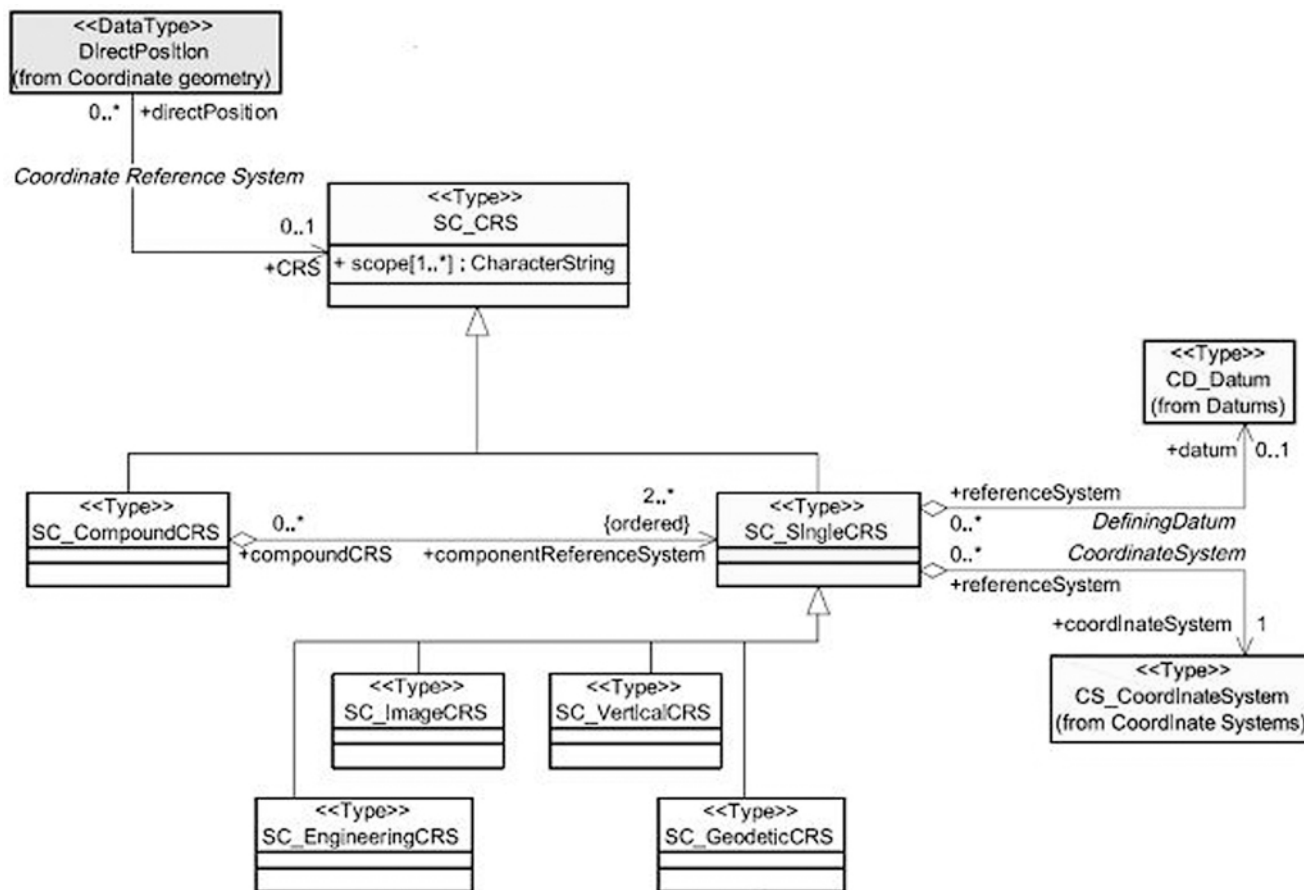 <<DataType>>
DirectPosition
(from Coordinate geometry)
0..* +directPosition
Coordinate Reference System
<<Type>>
SC_CRS
0..1
+CRS
+ scope[1..*] : CharacterString
<<Type>>
CD_Datum
(from Datums)
+datum 0..1
<<Type>>
SC_CompoundCRS
0..*
+compoundCRS
2..*
{ordered}
+componentReferenceSystem
<<Type>>
SC_SingleCRS
+referenceSystem
0..* DefiningDatum
0..* CoordinateSystem
+referenceSystem
+coordinateSystem 1
<<Type>>
CS_CoordinateSystem
(from Coordinate Systems)
<<Type>>
SC_ImageCRS
<<Type>>
SC_VerticalCRS
<<Type>>
SC_EngineeringCRS
<<Type>>
SC_GeodeticCRS